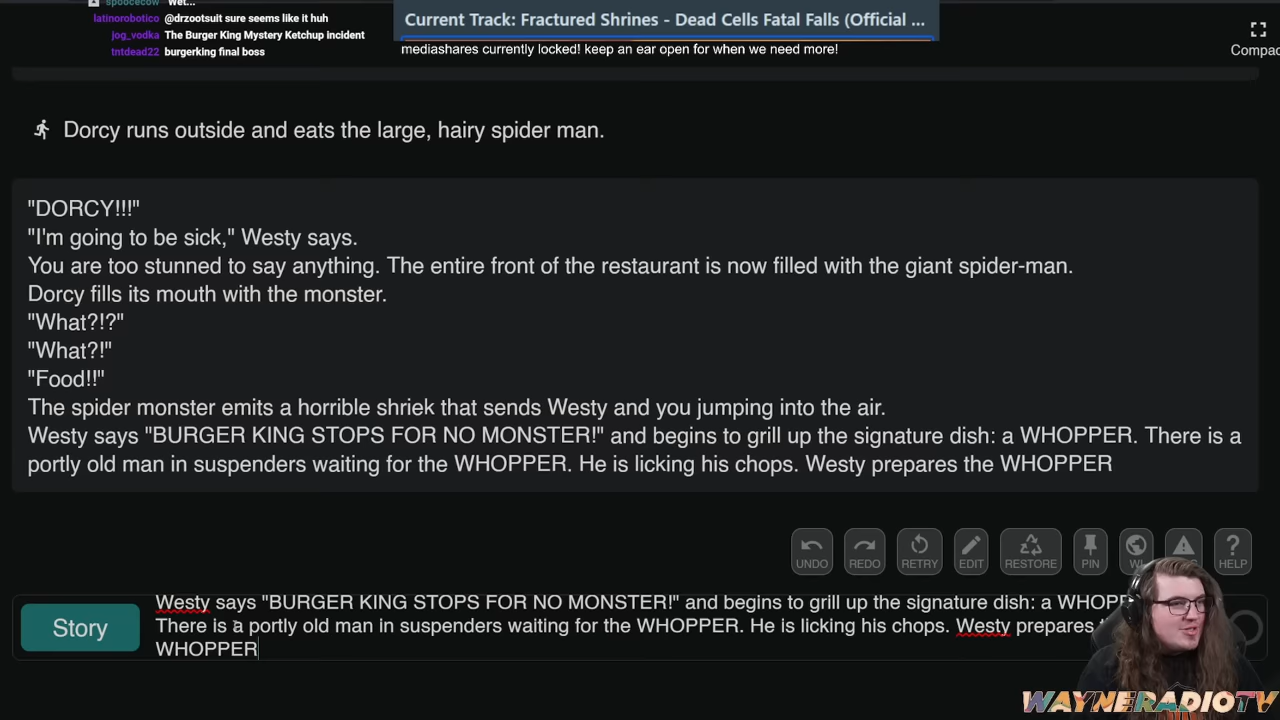 spoocecow Wet...
latinorobotico @drzootsuit sure seems like it huh
jog_vodka The Burger King Mystery Ketchup incident
tntdead22 burgerking final boss
Current Track: Fractured Shrines - Dead Cells Fatal Falls (Official ...
mediashares currently locked! keep an ear open for when we need more!
Compac
Dorcy runs outside and eats the large, hairy spider man.
"DORCY!!!"
"I'm going to be sick," Westy says.
You are too stunned to say anything. The entire front of the restaurant is now filled with the giant spider-man.
Dorcy fills its mouth with the monster.
"What?!?"
"What?!"
"Food!!"
The spider monster emits a horrible shriek that sends Westy and you jumping into the air.
Westy says "BURGER KING STOPS FOR NO MONSTER!" and begins to grill up the signature dish: a WHOPPER. There is a
portly old man in suspenders waiting for the WHOPPER. He is licking his chops. Westy prepares the WHOPPER
UNDO REDO RETRY EDIT RESTORE PIN HELP
Story
Westy says "BURGER KING STOPS FOR NO MONSTER!" and begins to grill up the signature dish: a WHOPP
There is a portly old man in suspenders waiting for the WHOPPER. He is licking his chops. Westy prepares
WHOPPER
WAYNERADIOTV